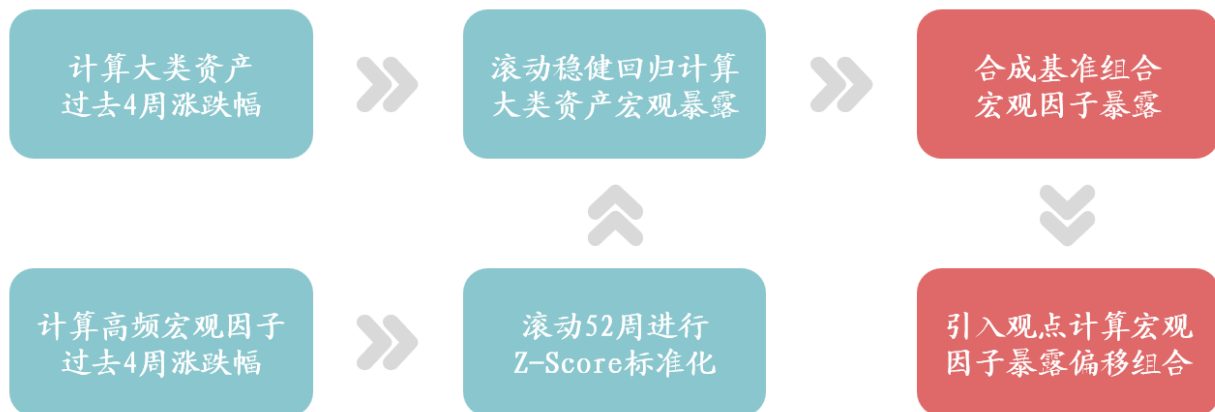 计算大类资产
过去4周涨跌幅
滚动稳健回归计算
大类资产宏观暴露
合成基准组合
宏观因子暴露
计算高频宏观因子
过去4周涨跌幅
滚动52周进行
Z-Score标准化
引入观点计算宏观
因子暴露偏移组合